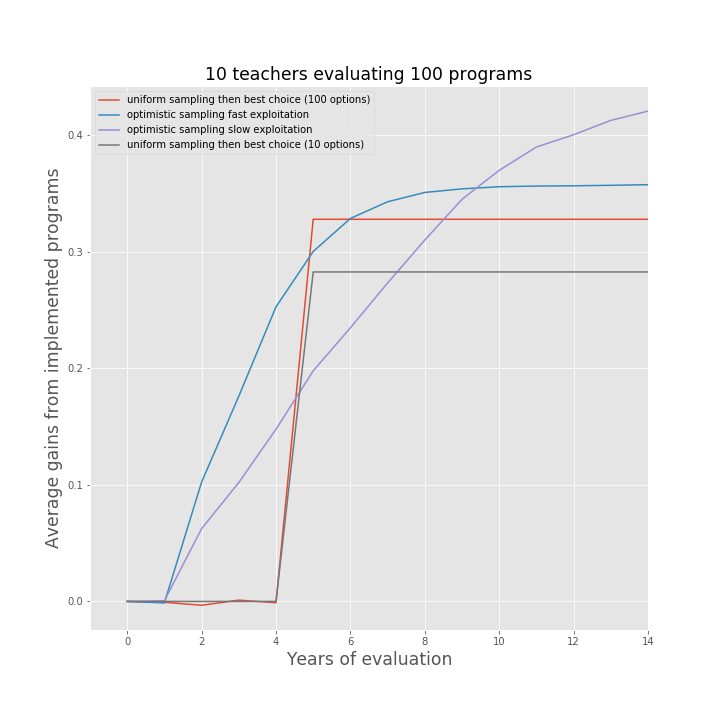 10 teachers evaluating 100 programs
uniform sampling then best choice (100 options)
optimistic sampling fast exploitation
optimistic sampling slow exploitation
uniform sampling then best choice (10 options)
Average gains from implemented programs
0.4
0.3
0.2
0.1
0.0
0 2 4 6 8 10 12 14
Years of evaluation